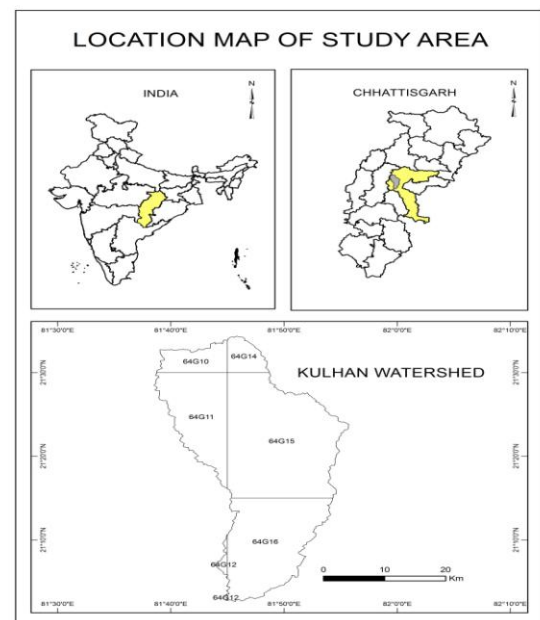 LOCATION MAP OF STUDY AREA
INDIA
N
CHHATTISGARH
N
81°30'0"E 81°40'0"E 81°50'0"E 82°0'0"E 82°10'0"E
64G10
64G14
KULHAN WATERSHED
21°30'0"N
21°30'0"N
64G11
64G15
21°20'0"N
21°20'0"N
64G16
21°10'0"N
21°10'0"N
64G12
64G12
0 10 20
Km
81°30'0"E 81°40'0"E 81°50'0"E 82°0'0"E 82°10'0"E